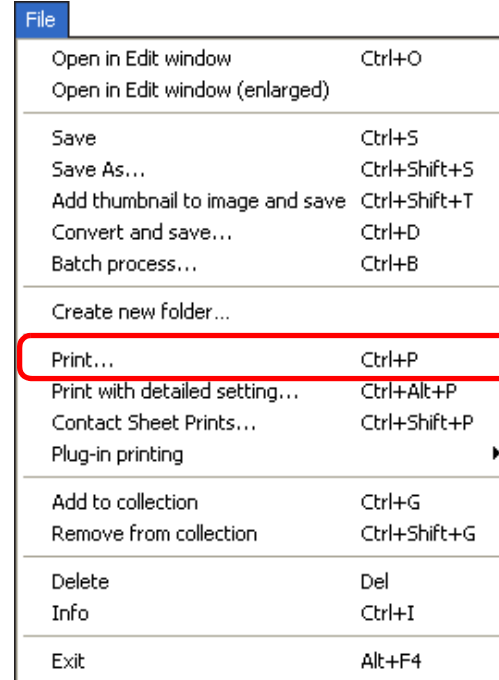 File
Open in Edit window Ctrl+O
Open in Edit window (enlarged)
Save Ctrl+S
Save As... Ctrl+Shift+S
Add thumbnail to image and save Ctrl+Shift+T
Convert and save... Ctrl+D
Batch process... Ctrl+B
Create new folder...
Print... Ctrl+P
Print with detailed setting... Ctrl+Alt+P
Contact Sheet Prints... Ctrl+Shift+P
Plug-in printing
Add to collection Ctrl+G
Remove from collection Ctrl+Shift+G
Delete Del
Info Ctrl+I
Exit Alt+F4